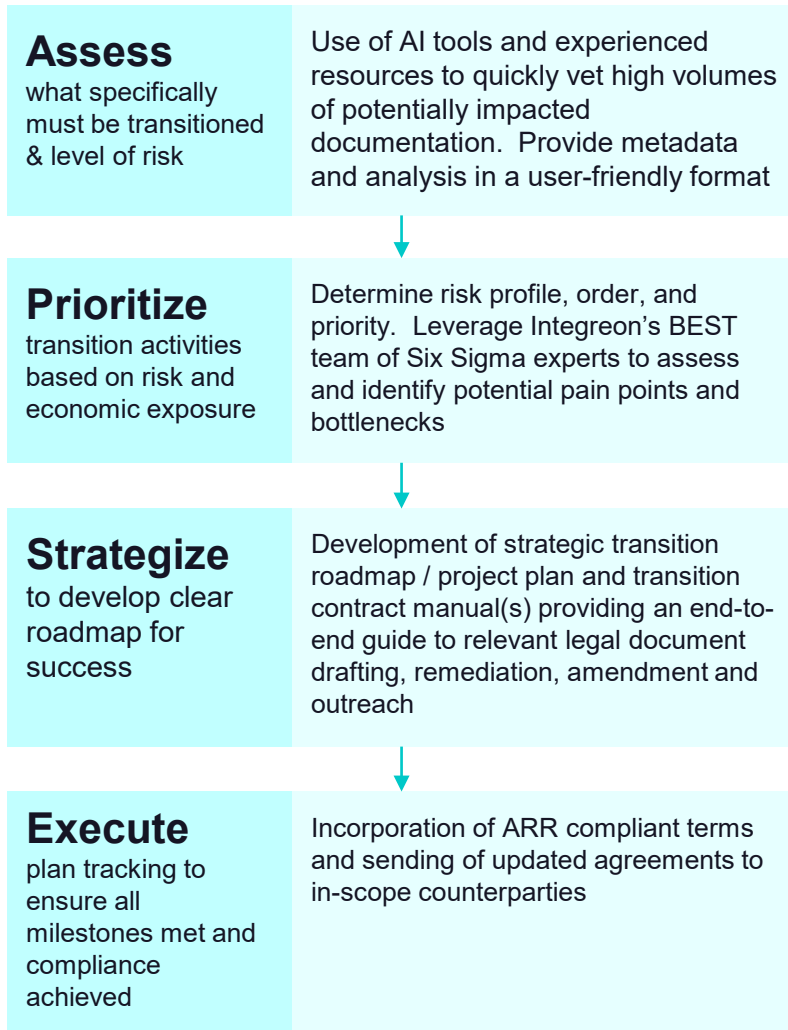 Assess
what specifically
must be transitioned
& level of risk
Use of AI tools and experienced
resources to quickly vet high volumes
of potentially impacted
documentation.  Provide metadata
and analysis in a user-friendly format
Prioritize
transition activities
based on risk and
economic exposure
Determine risk profile, order, and
priority.  Leverage Integreon’s BEST
team of Six Sigma experts to assess
and identify potential pain points and
bottlenecks
Strategize
to develop clear
roadmap for
success
Development of strategic transition
roadmap / project plan and transition
contract manual(s) providing an end-to-
end guide to relevant legal document
drafting, remediation, amendment and
outreach
Execute
plan tracking to
ensure all
milestones met and
compliance
achieved
Incorporation of ARR compliant terms
and sending of updated agreements to
in-scope counterparties